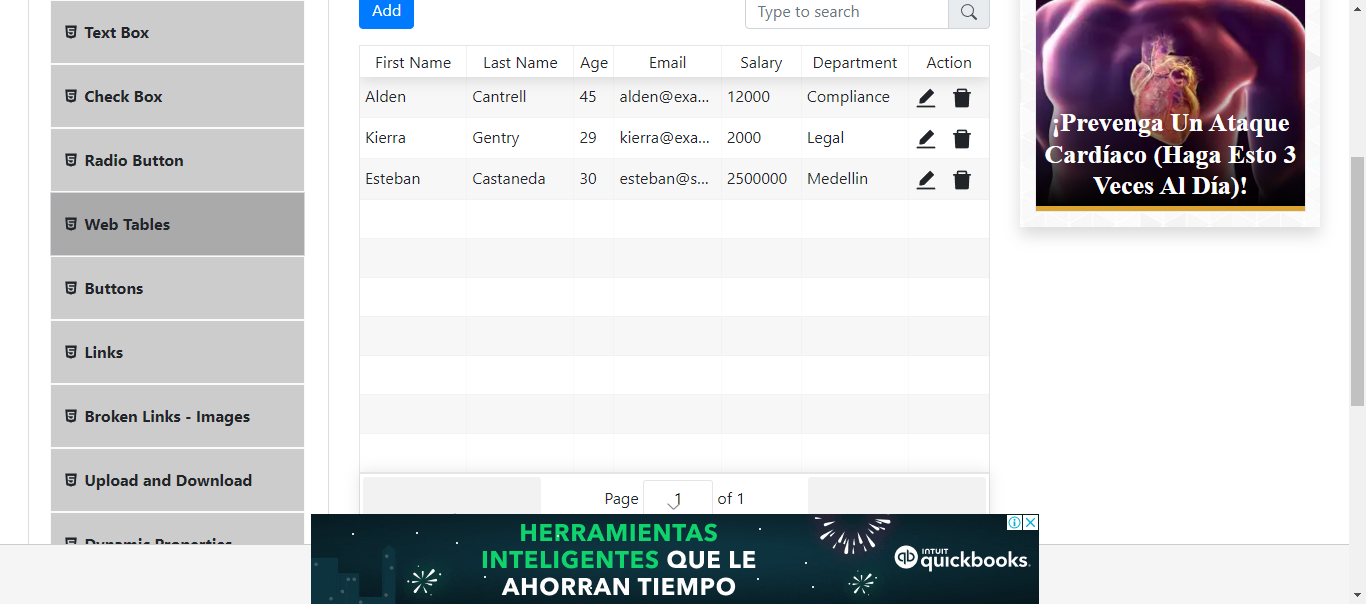 Text Box
Check Box
Radio Button
Web Tables
Buttons
Links
Broken Links - Images
Upload and Download
Dynamic Properties
Add
Type to search
First Name Last Name Age Email Salary Department Action
Alden Cantrell 45 alden@exa... 12000 Compliance
Kierra Gentry 29 kierra@exa... 2000 Legal
Esteban Castaneda 30 esteban@s... 2500000 Medellin
Page 1 of 1
¡Prevenga Un Ataque
Cardíaco (Haga Esto 3
Veces Al Día)!
HERRAMIENTAS
INTELIGENTES QUE LE
AHORRAN TIEMPO
INTUIT
quickbooks.